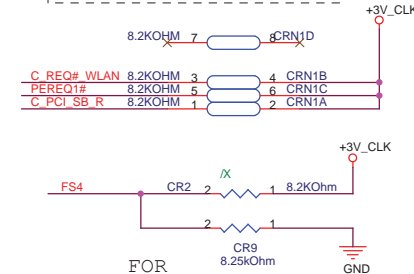 +3V_CLK
8.2KOHM 7 8 CRN1D
C_REQ#_WLAN 8.2KOHM 3 4 CRN1B
PEREQ1# 8.2KOHM 5 6 CRN1C
C_PCI_SB_R 8.2KOHM 1 2 CRN1A
+3V_CLK
/X
FS4 CR2 2 1 8.2KOhm
2 1
CR9
8.25kOhm
FOR
GND